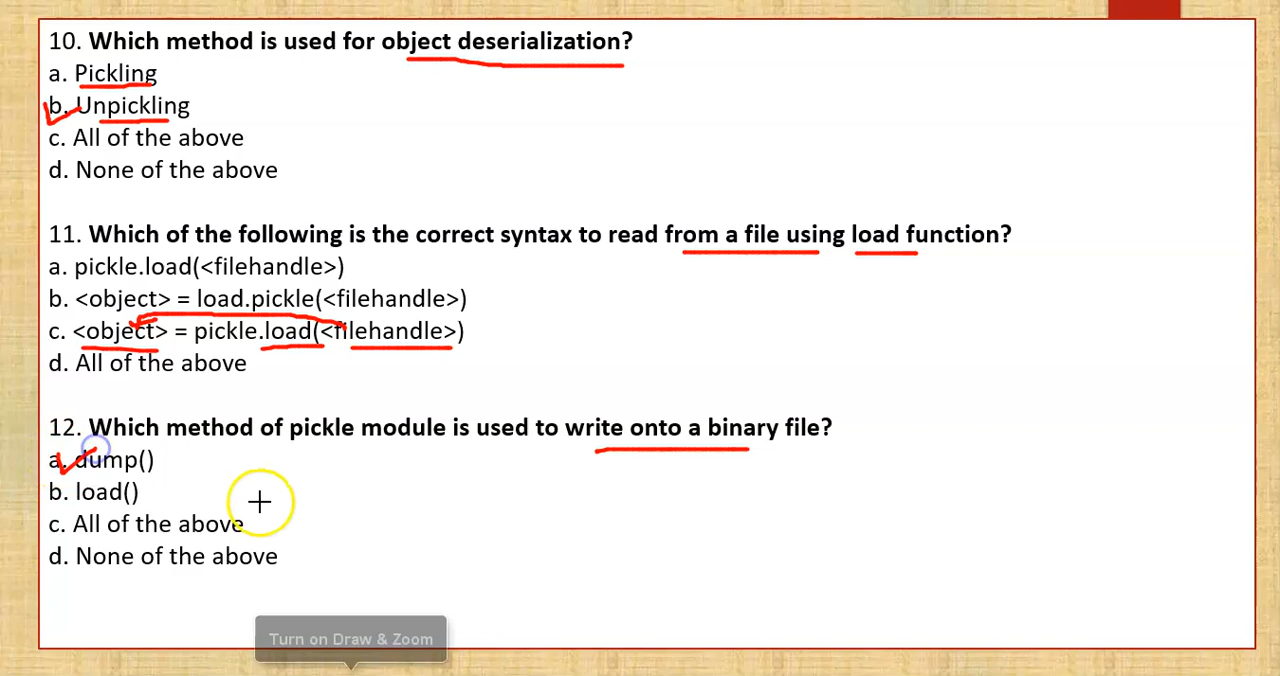 10. Which method is used for object deserialization?
a. Pickling
b. Unpickling
c. All of the above
d. None of the above
11. Which of the following is the correct syntax to read from a file using load function?
a. pickle.load(<filehandle>)
b. <object> = load.pickle(<filehandle>)
c. <object> = pickle.load(<filehandle>)
d. All of the above
12. Which method of pickle module is used to write onto a binary file?
a. dump()
b. load()
c. All of the above
d. None of the above
Turn on Draw & Zoom